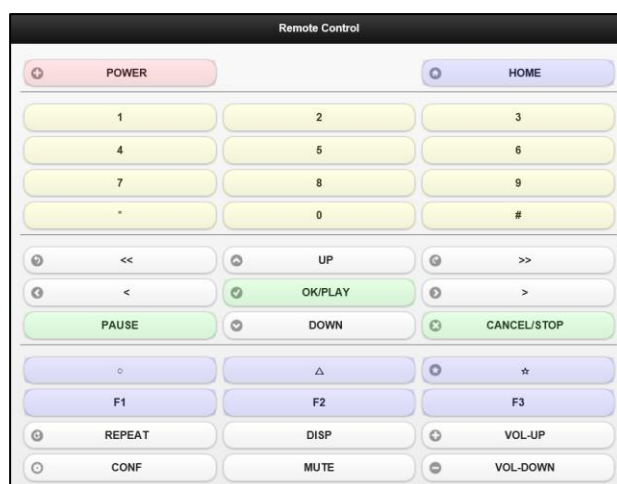 Remote Control
POWER HOME
1 2 3
4 5 6
7 8 9
* 0 #
<< UP >>
< OK/PLAY >
PAUSE DOWN CANCEL/STOP
○ △ ☆
F1 F2 F3
REPEAT DISP VOL-UP
CONF MUTE VOL-DOWN